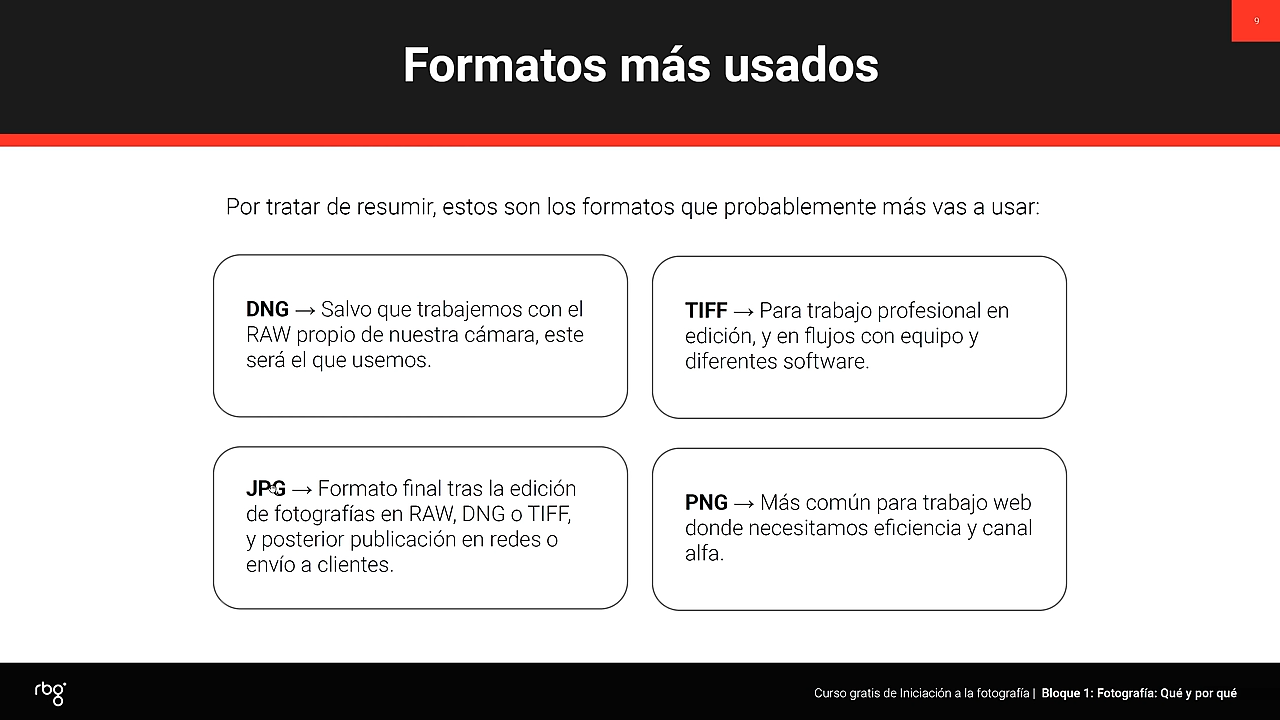 9
Formatos más usados
Por tratar de resumir, estos son los formatos que probablemente más vas a usar:
DNG → Salvo que trabajemos con el
RAW propio de nuestra cámara, este
será el que usemos.
TIFF → Para trabajo profesional en
edición, y en flujos con equipo y
diferentes software.
JPG → Formato final tras la edición
de fotografías en RAW, DNG o TIFF,
y posterior publicación en redes o
envío a clientes.
PNG → Más común para trabajo web
donde necesitamos eficiencia y canal
alfa.
rbg
Curso gratis de Iniciación a la fotografía | Bloque 1: Fotografía: Qué y por qué